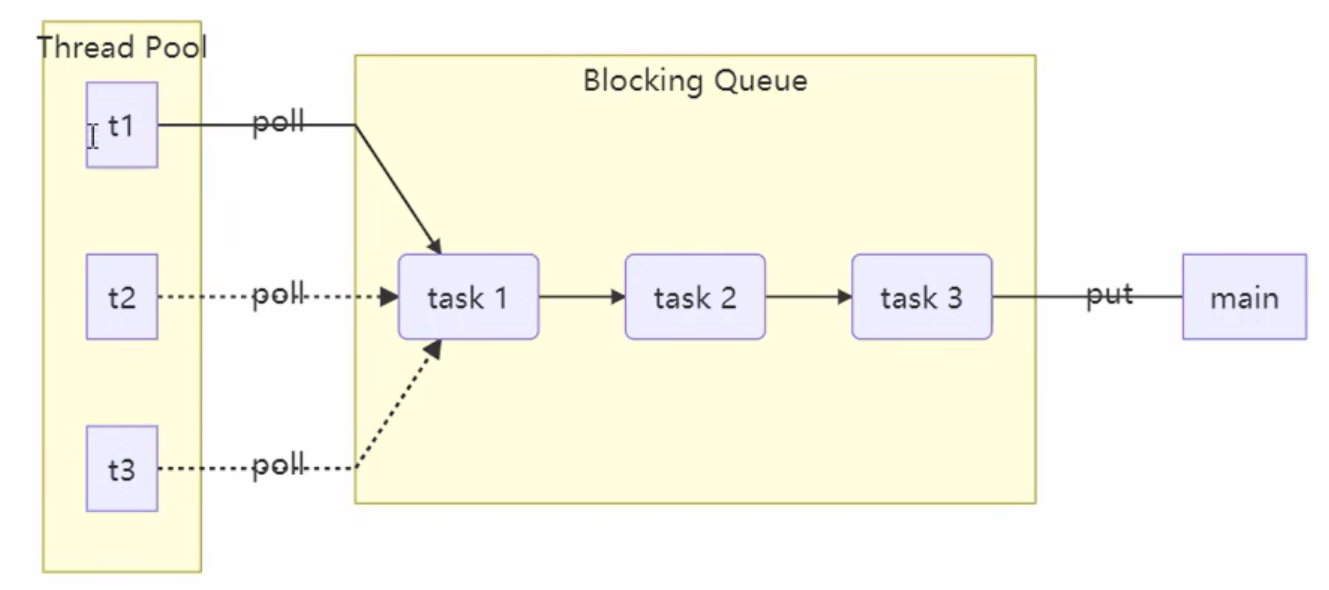 Thread Pool
Blocking Queue
t1
poll
t2
poll
task 1
task 2
task 3
put
main
t3
poll